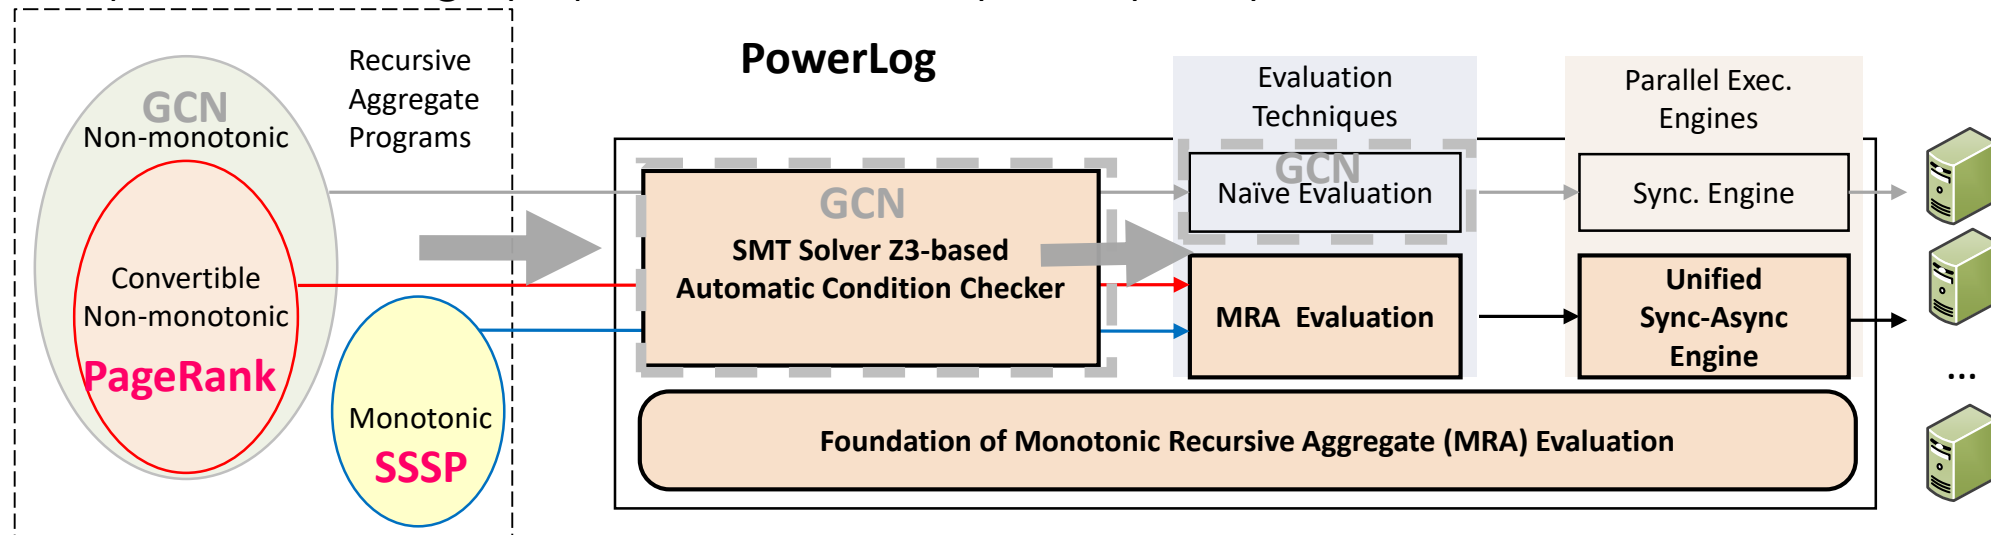 Recursive
Aggregate
Programs
GCN
Non-monotonic
Convertible
Non-monotonic
PageRank
Monotonic
SSSP
PowerLog
GCN
SMT Solver Z3-based
Automatic Condition Checker
Evaluation
Techniques
GCN
Naïve Evaluation
MRA Evaluation
Parallel Exec.
Engines
Sync. Engine
Unified
Sync-Async
Engine
...
Foundation of Monotonic Recursive Aggregate (MRA) Evaluation